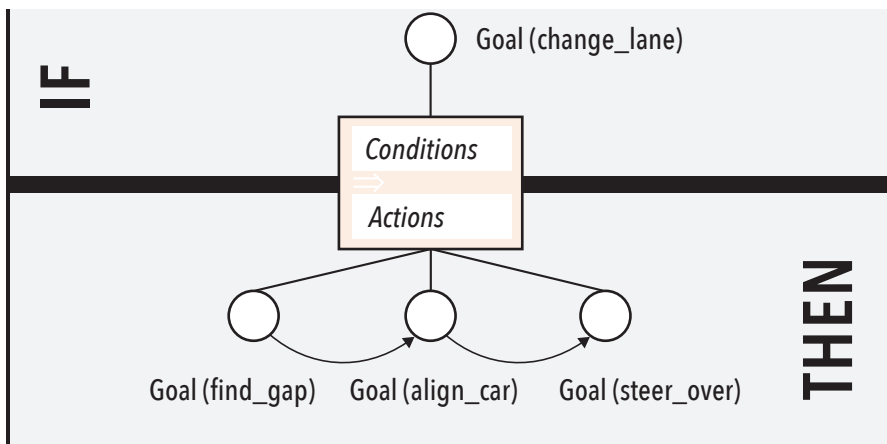 IF
Goal (change_lane)
Conditions
⇒
Actions
THEN
Goal (find_gap)
Goal (align_car)
Goal (steer_over)